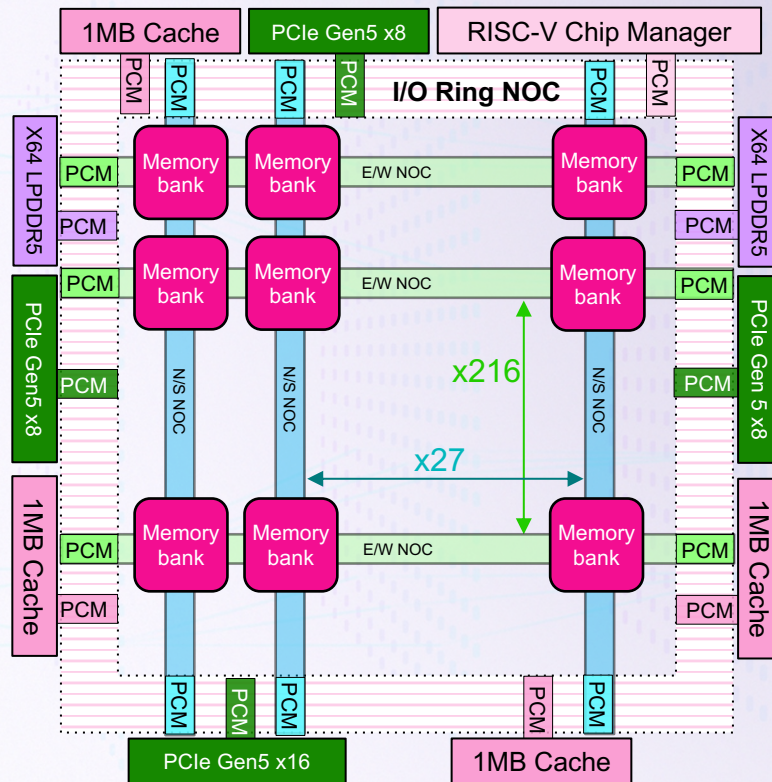 1MB Cache
PCIe Gen5 x8
RISC-V Chip Manager
PCM
PCM
PCM
PCM
PCM
PCM
I/O Ring NOC
X64 LPDDR5
X64 LPDDR5
PCM
Memory
bank
Memory
bank
E/W NOC
Memory
bank
PCM
PCM
PCM
PCM
Memory
bank
Memory
bank
E/W NOC
Memory
bank
PCM
PCIe Gen5 x8
PCIe Gen 5 x8
PCM
N/S NOC
N/S NOC
x216
N/S NOC
PCM
x27
1MB Cache
1MB Cache
PCM
Memory
bank
Memory
bank
E/W NOC
Memory
bank
PCM
PCM
PCM
PCM
PCM
PCM
PCM
PCM
PCIe Gen5 x16
1MB Cache